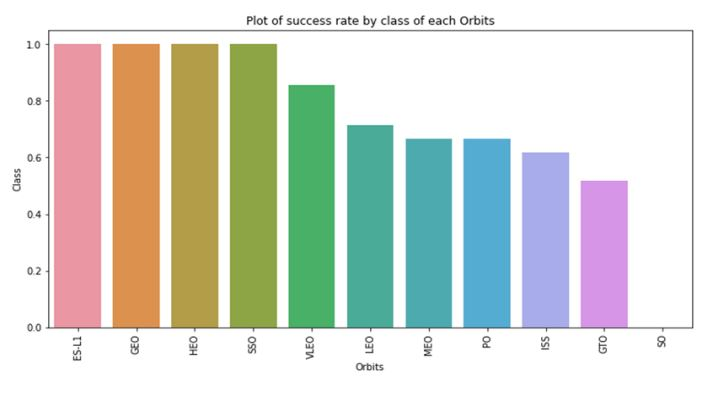 Plot of success rate by class of each Orbits
1.0
0.8
0.6
0.4
0.2
0.0
Class
ES-L1
GEO
HEO
SSO
VLEO
LEO
MEO
PO
ISS
GTO
SO
Orbits